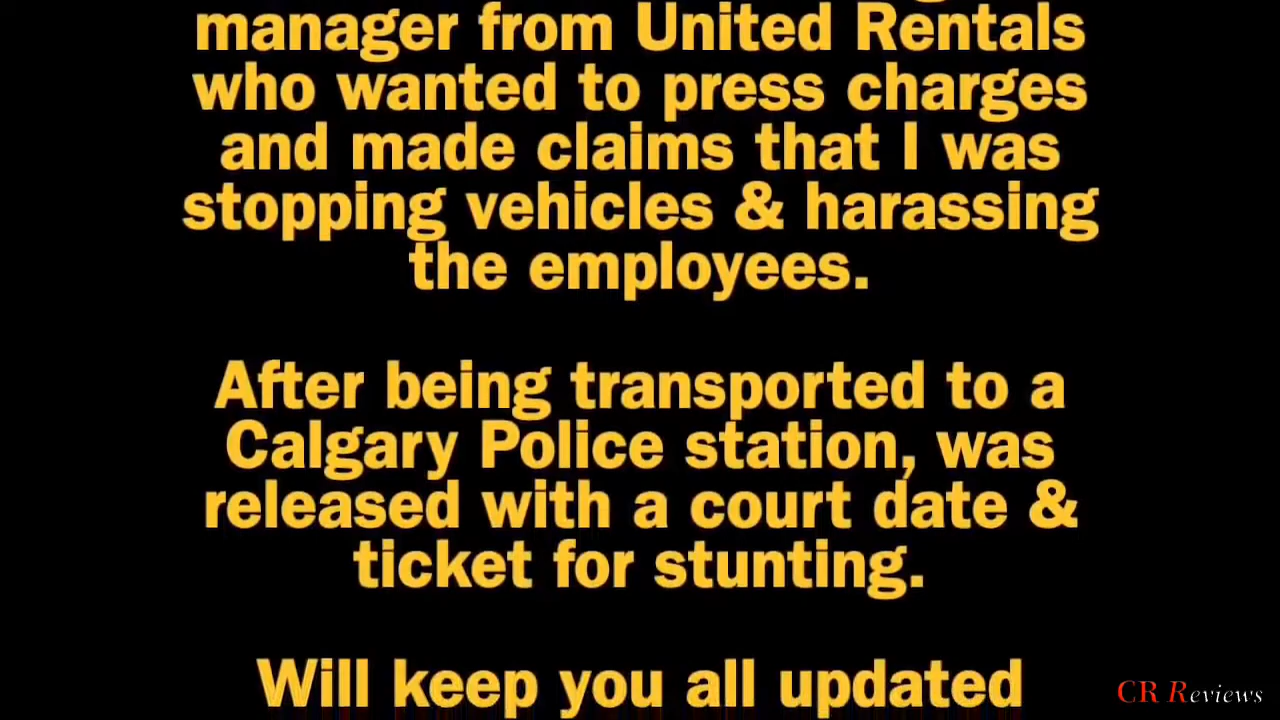 manager from United Rentals
who wanted to press charges
and made claims that I was
stopping vehicles & harassing
the employees.
After being transported to a
Calgary Police station, was
released with a court date &
ticket for stunting.
Will keep you all updated
CR Reviews